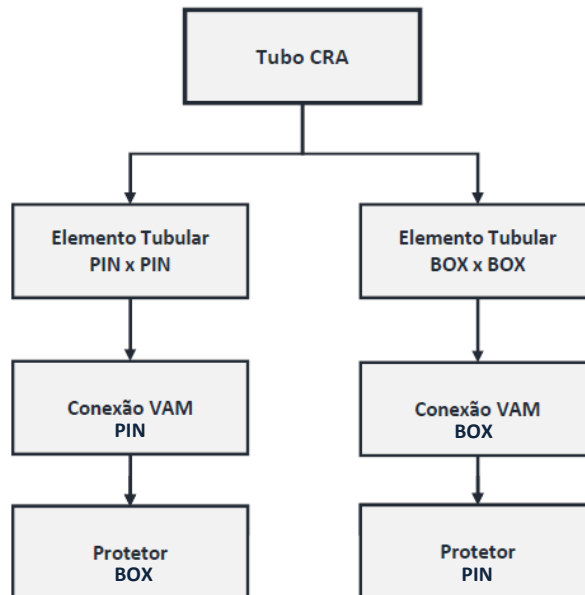 Tubo CRA
Elemento Tubular
PIN x PIN
Elemento Tubular
BOX x BOX
Conexão VAM
PIN
Conexão VAM
BOX
Protetor
BOX
Protetor
PIN